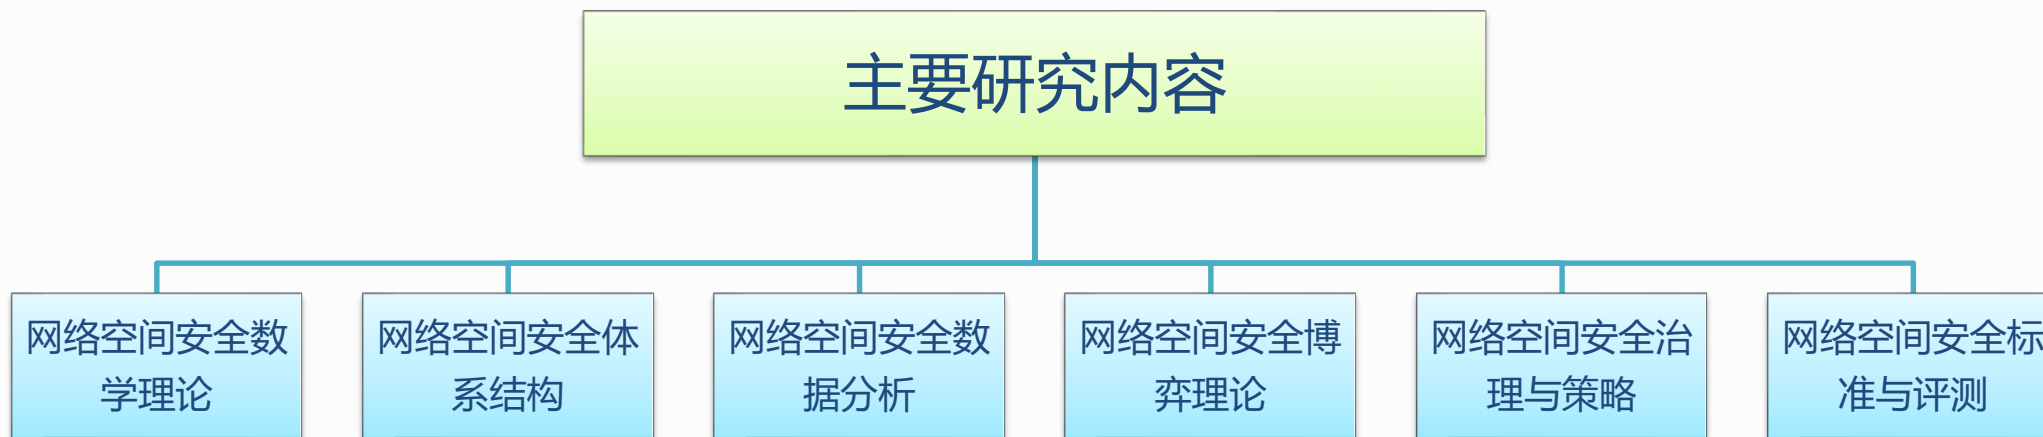 主要研究内容
网络空间安全数
学理论
网络空间安全体
系结构
网络空间安全数
据分析
网络空间安全博
弈理论
网络空间安全治
理与策略
网络空间安全标
准与评测